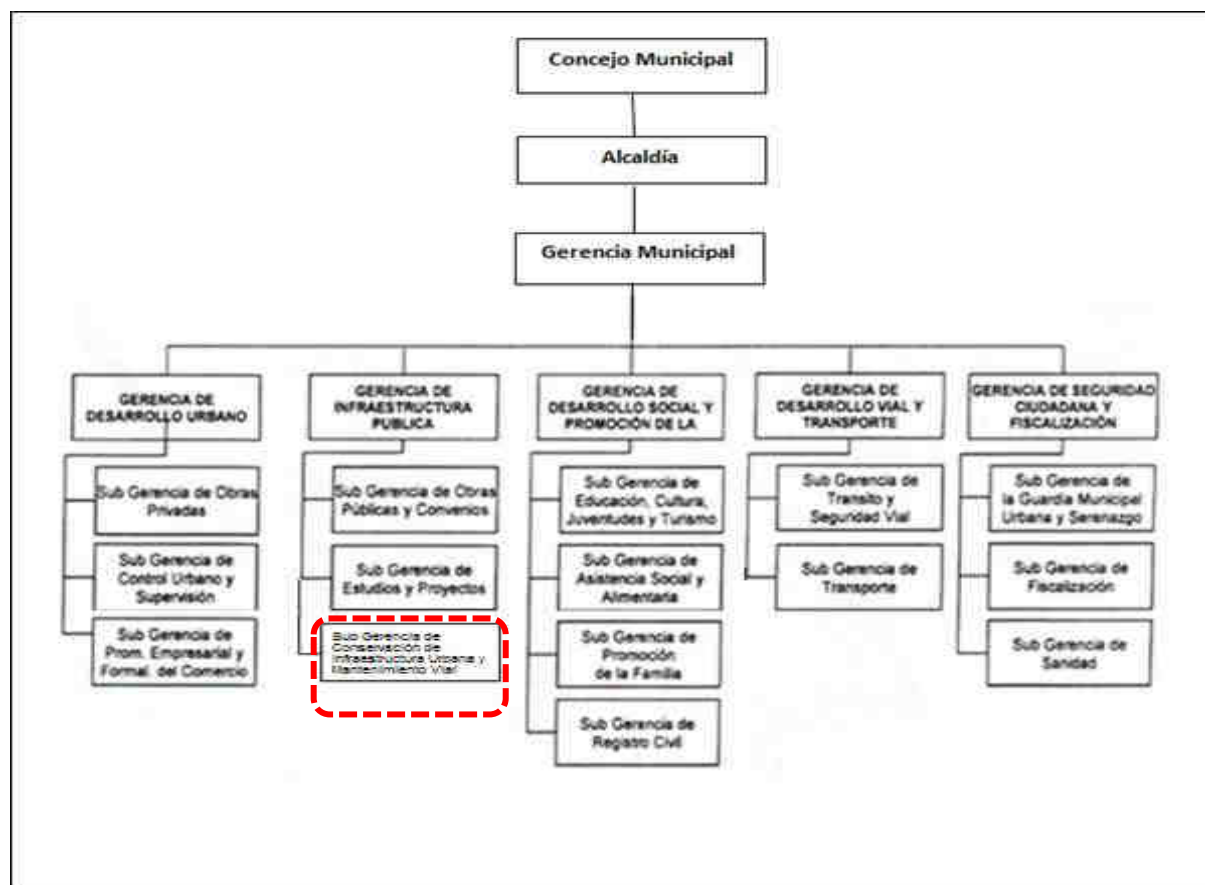 Concejo Municipal
Alcaldía
Gerencia Municipal
GERENCIA DE
DESARROLLO URBANO
GERENCIA DE
INFRAESTRUCTURA
PUBLICA
GERENCIA DE
DESARROLLO SOCIAL Y
PROMOCIÓN DE LA
GERENCIA DE
DESARROLLO VIAL Y
TRANSPORTE
GERENCIA DE SEGURIDAD
CIUDADANA Y
FISCALIZACIÓN
Sub Gerencia de Obras
Privadas
Sub Gerencia de
Control Urbano y
Supervisión
Sub Gerencia de
Prom. Empresarial y
Formal. del Comercio
Sub Gerencia de Obras
Públicas y Convenios
Sub Gerencia de
Estudios y Proyectos
Sub Gerencia de
Conservación de
Infraestructura Urbana y
Mantenimiento Vial
Sub Gerencia de
Educación, Cultura,
Juventudes y Turismo
Sub Gerencia de
Asistencia Social y
Alimentaria
Sub Gerencia de
Promoción
de la Familia
Sub Gerencia de
Registro Civil
Sub Gerencia de
Transito y
Seguridad Vial
Sub Gerencia de
Transporte
Sub Gerencia de
la Guardia Municipal
Urbana y Serenazgo
Sub Gerencia de
Fiscalización
Sub Gerencia de
Sanidad